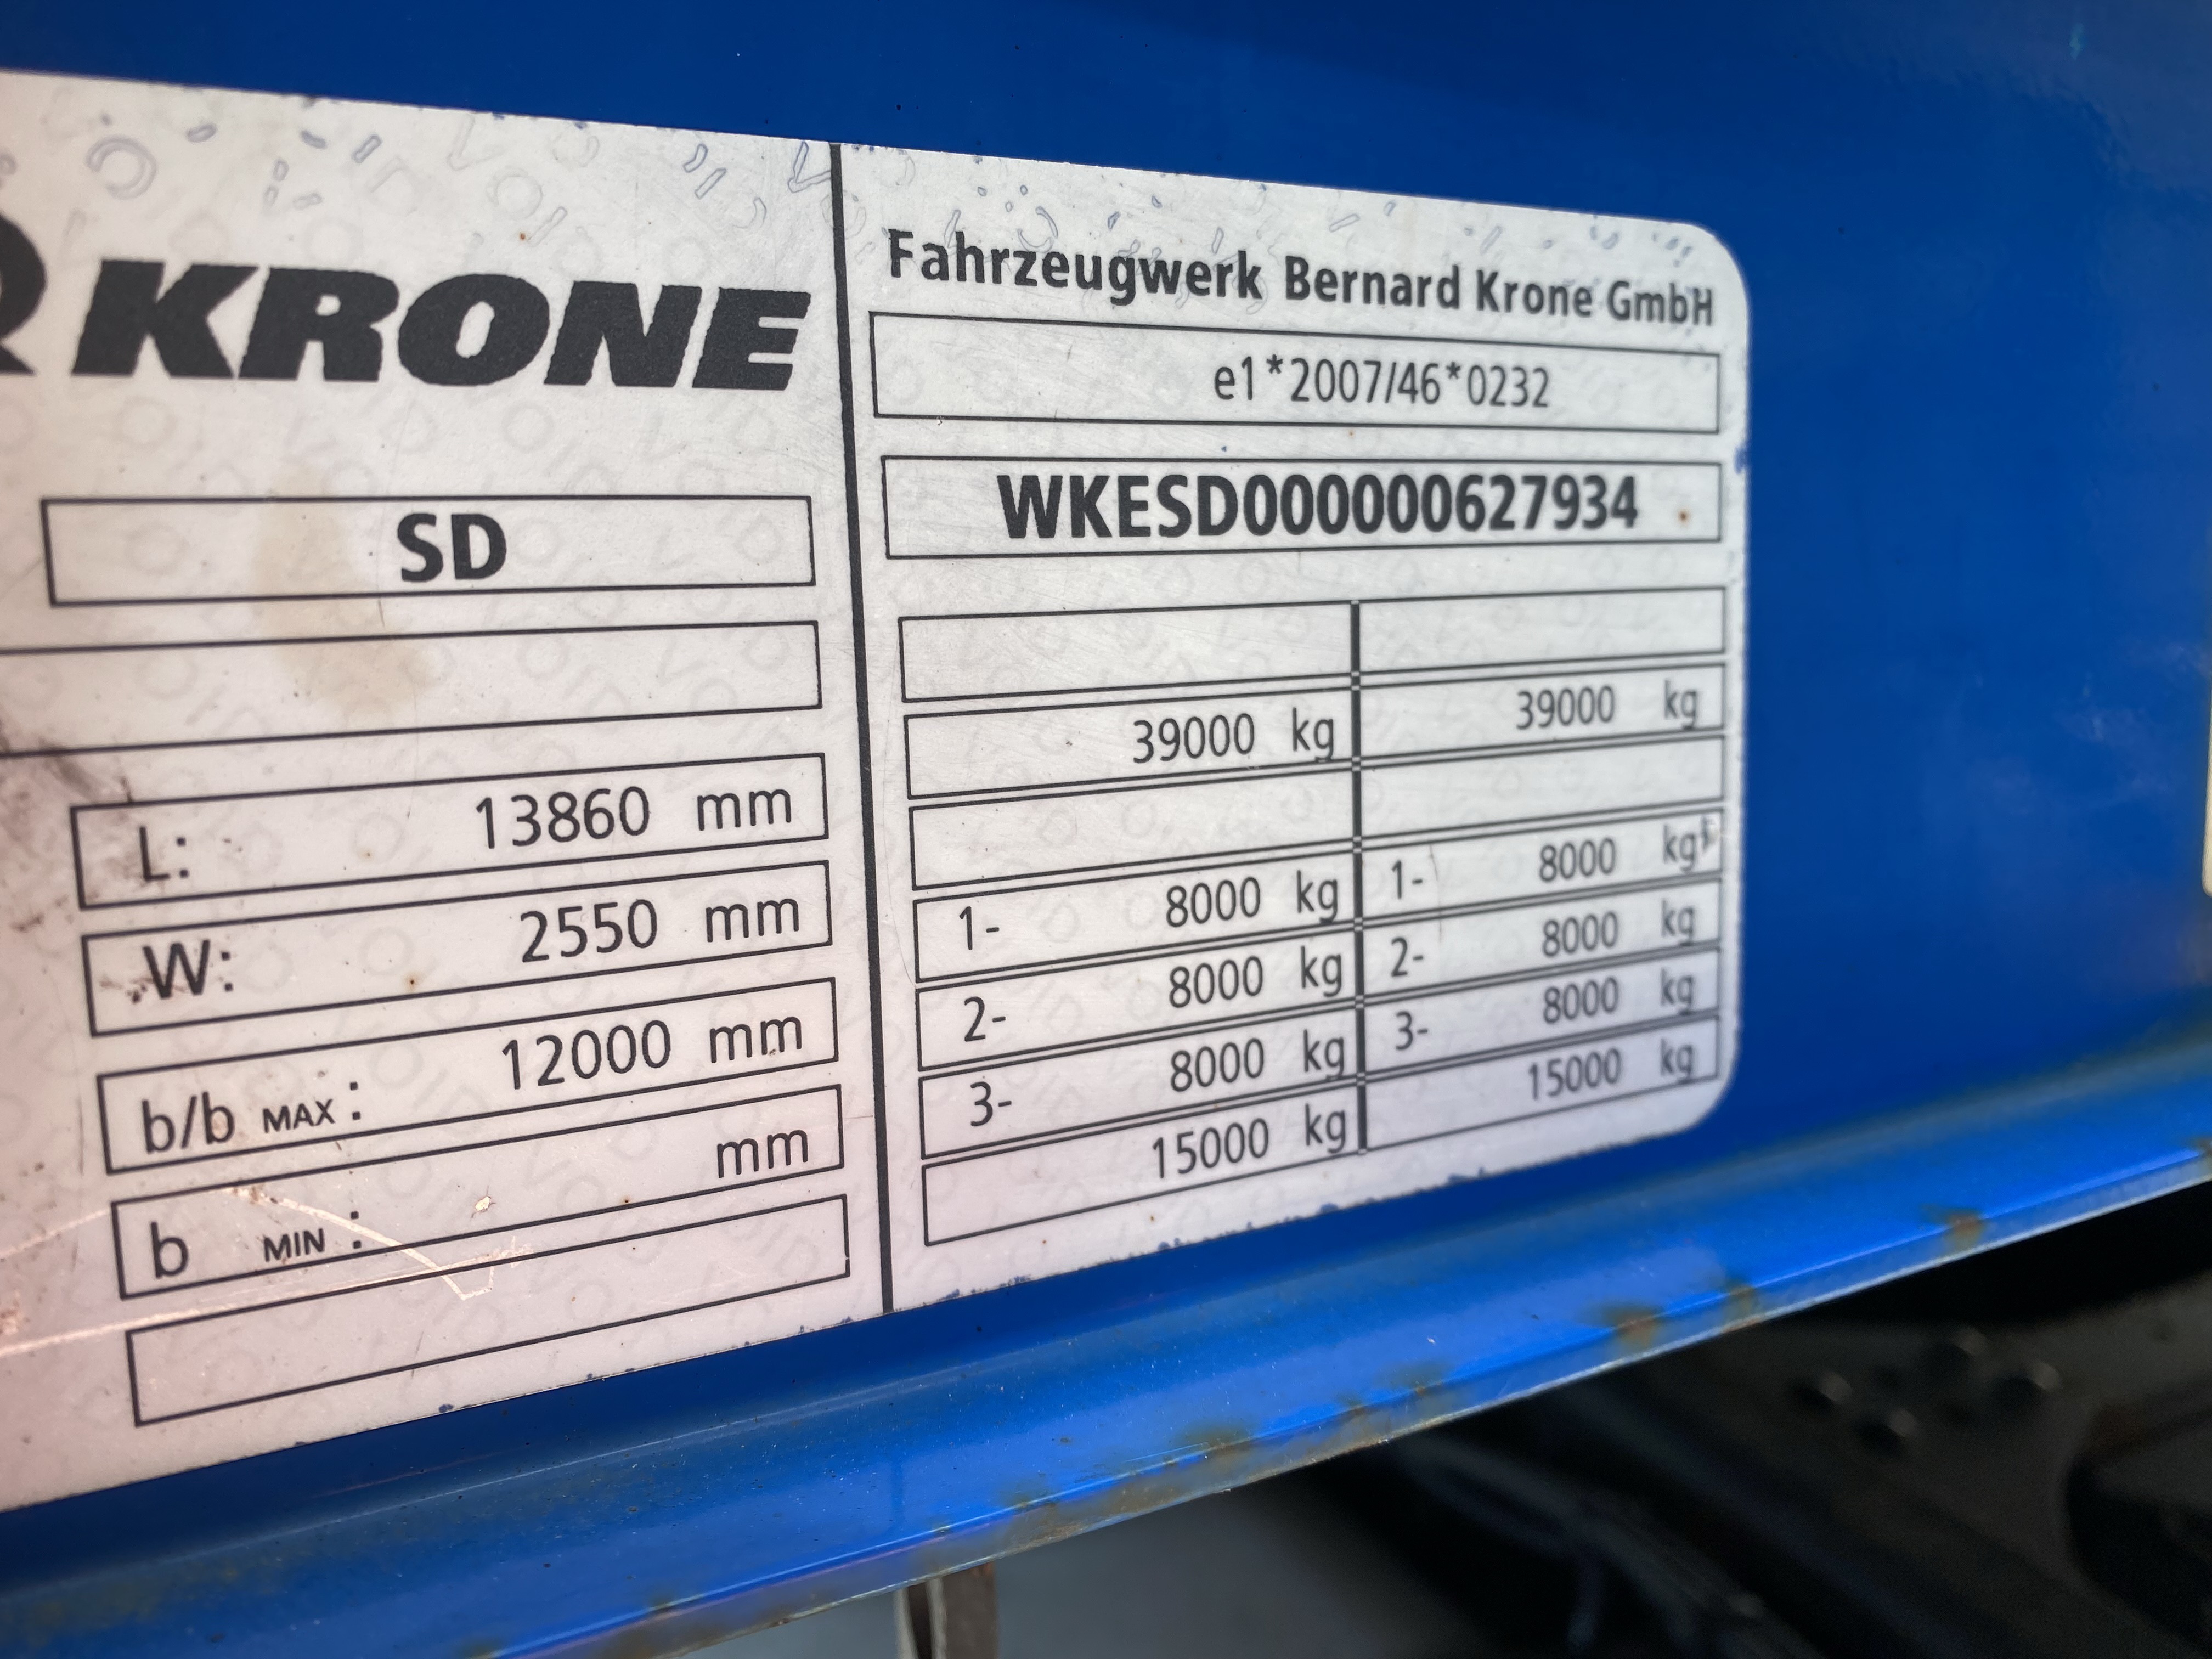 KRONE
SD
L: 13860 mm
W: 2550 mm
b/b MAX: 12000 mm
b MIN: mm
Fahrzeugwerk Bernard Krone GmbH
e1*2007/46*0232
WKESD000000627934
39000 kg 39000 kg
1- 8000 kg 1- 8000 kg
2- 8000 kg 2- 8000 kg
3- 8000 kg 3- 8000 kg
15000 kg 15000 kg